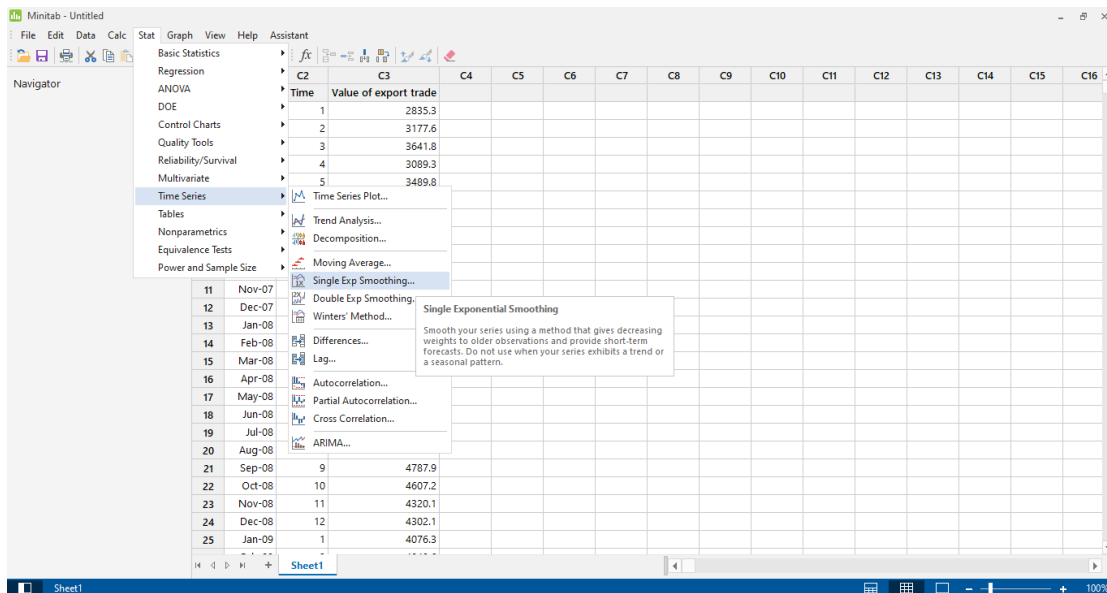 Minitab - Untitled
File Edit Data Calc Stat Graph View Help Assistant
fx
Navigator
Basic Statistics
Regression
ANOVA
DOE
Control Charts
Quality Tools
Reliability/Survival
Multivariate
Time Series
Tables
Nonparametrics
Equivalence Tests
Power and Sample Size
C2 C3 C4 C5 C6 C7 C8 C9 C10 C11 C12 C13 C14 C15 C16
Time Value of export trade
1 2835.3
2 3177.6
3 3641.8
4 3089.3
5 3489.8
Time Series Plot...
Trend Analysis...
Decomposition...
Moving Average...
Single Exp Smoothing...
Double Exp Smoothing...
Winters' Method...
Differences...
Lag...
Autocorrelation...
Partial Autocorrelation...
Cross Correlation...
ARIMA...
Single Exponential Smoothing
Smooth your series using a method that gives decreasing
weights to older observations and provide short-term
forecasts. Do not use when your series exhibits a trend or
a seasonal pattern.
11 Nov-07
12 Dec-07
13 Jan-08
14 Feb-08
15 Mar-08
16 Apr-08
17 May-08
18 Jun-08
19 Jul-08
20 Aug-08
21 Sep-08 9 4787.9
22 Oct-08 10 4607.2
23 Nov-08 11 4320.1
24 Dec-08 12 4302.1
25 Jan-09 1 4076.3
Sheet1
Sheet1
100%